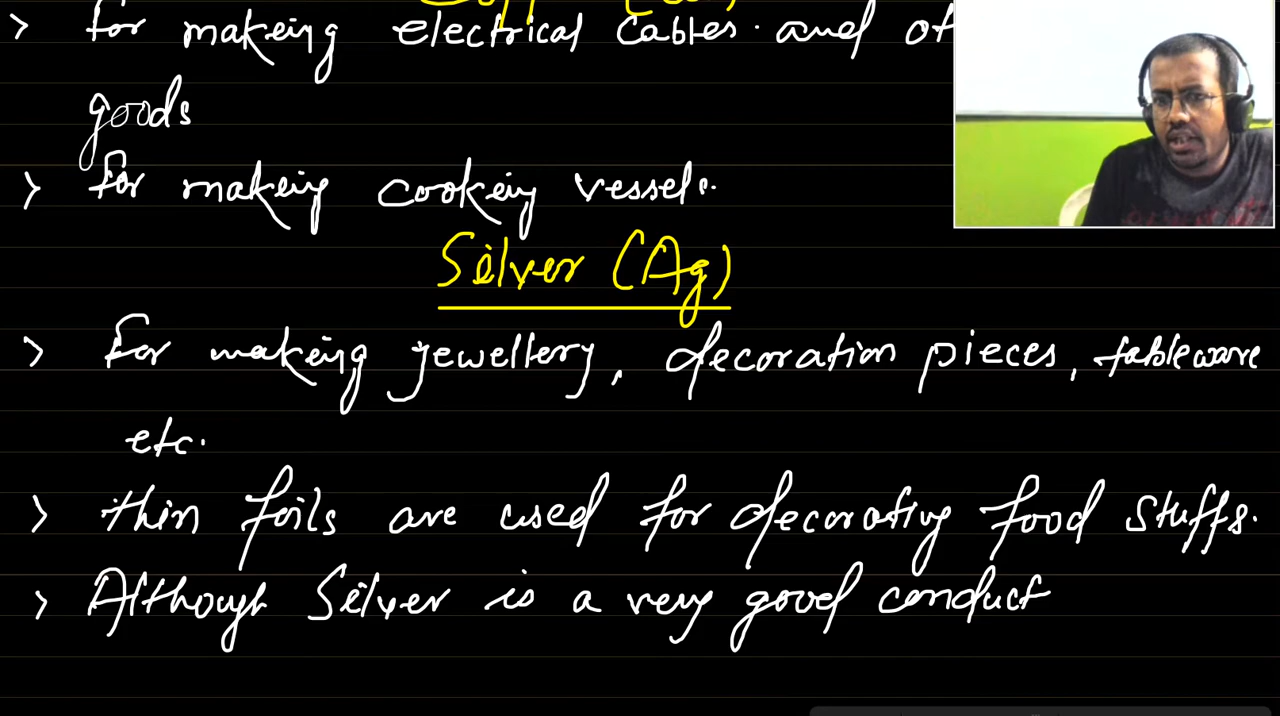 > for makeing electrical cables. and
goods
> for makeing cookeing vessels.
Silver (Ag)
> for makeing jewellery, decoration pieces, tableware
etc.
> thin foils are used for decorating food stuffs.
> Although Silver is a very good conduct